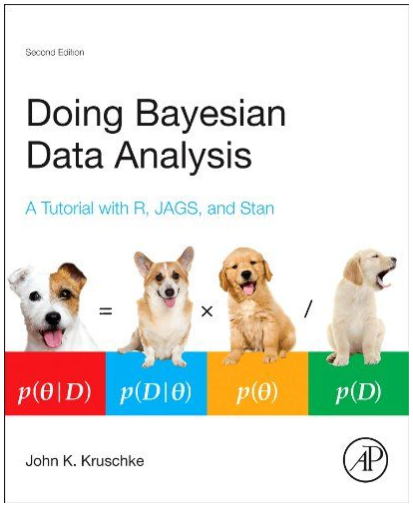 Second Edition
Doing Bayesian
Data Analysis
A Tutorial with R, JAGS, and Stan
= × /
p(θ|D) p(D|θ) p(θ) p(D)
John K. Kruschke
AP